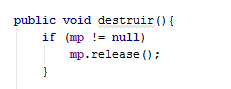 public void destruir(){
    if (mp != null)
        mp.release();
    }